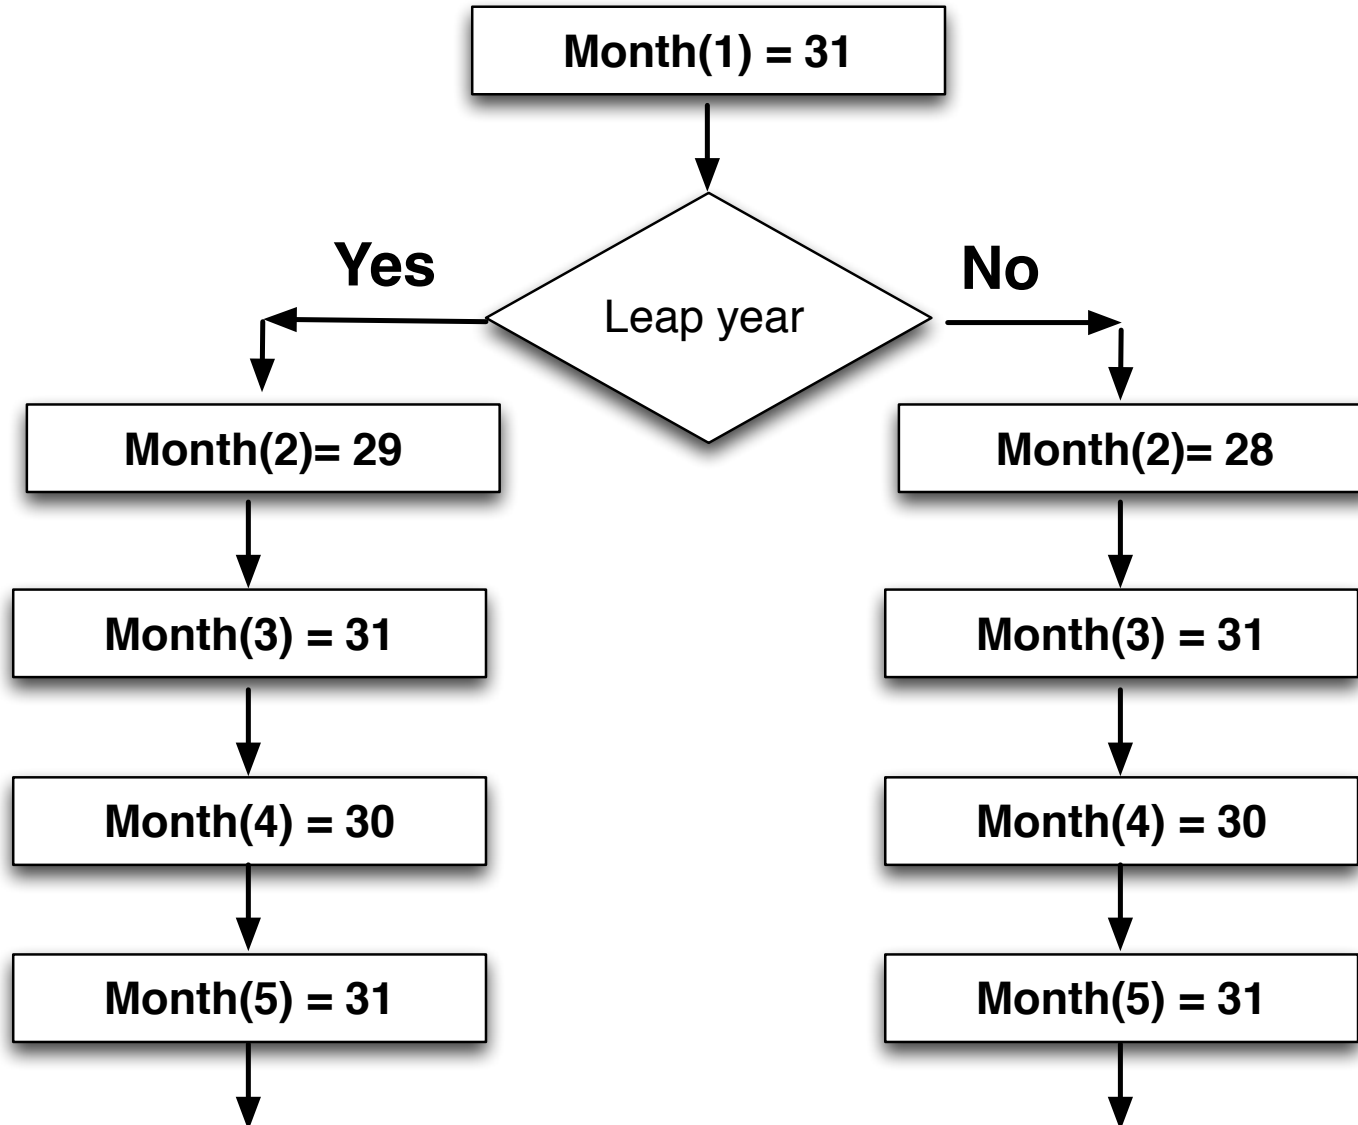 Month(1) = 31
Leap year
Yes
No
Month(2)= 29
Month(2)= 28
Month(3) = 31
Month(3) = 31
Month(4) = 30
Month(4) = 30
Month(5) = 31
Month(5) = 31